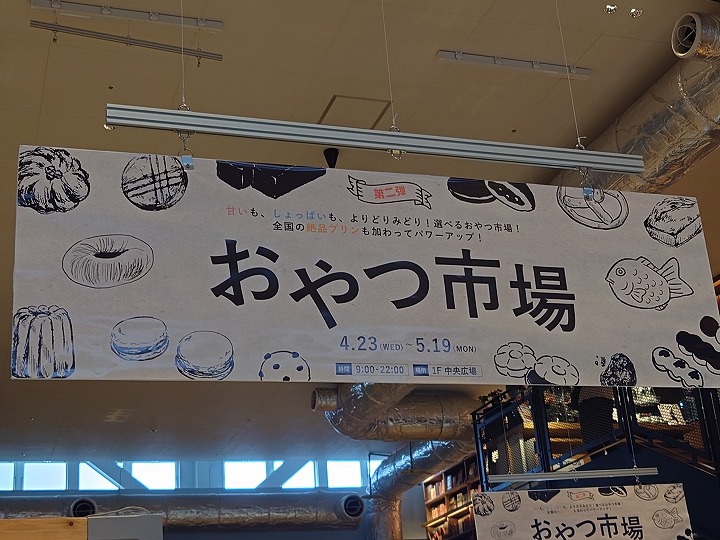 第二弾
甘いも、しょっぱいも、よりどりみどり！選べるおやつ市場！
全国の絶品プリンも加わってパワーアップ！
おやつ市場
4.23(WED)～5.19(MON)
時間 9:00-22:00 場所 1F 中央広場
おやつ市場